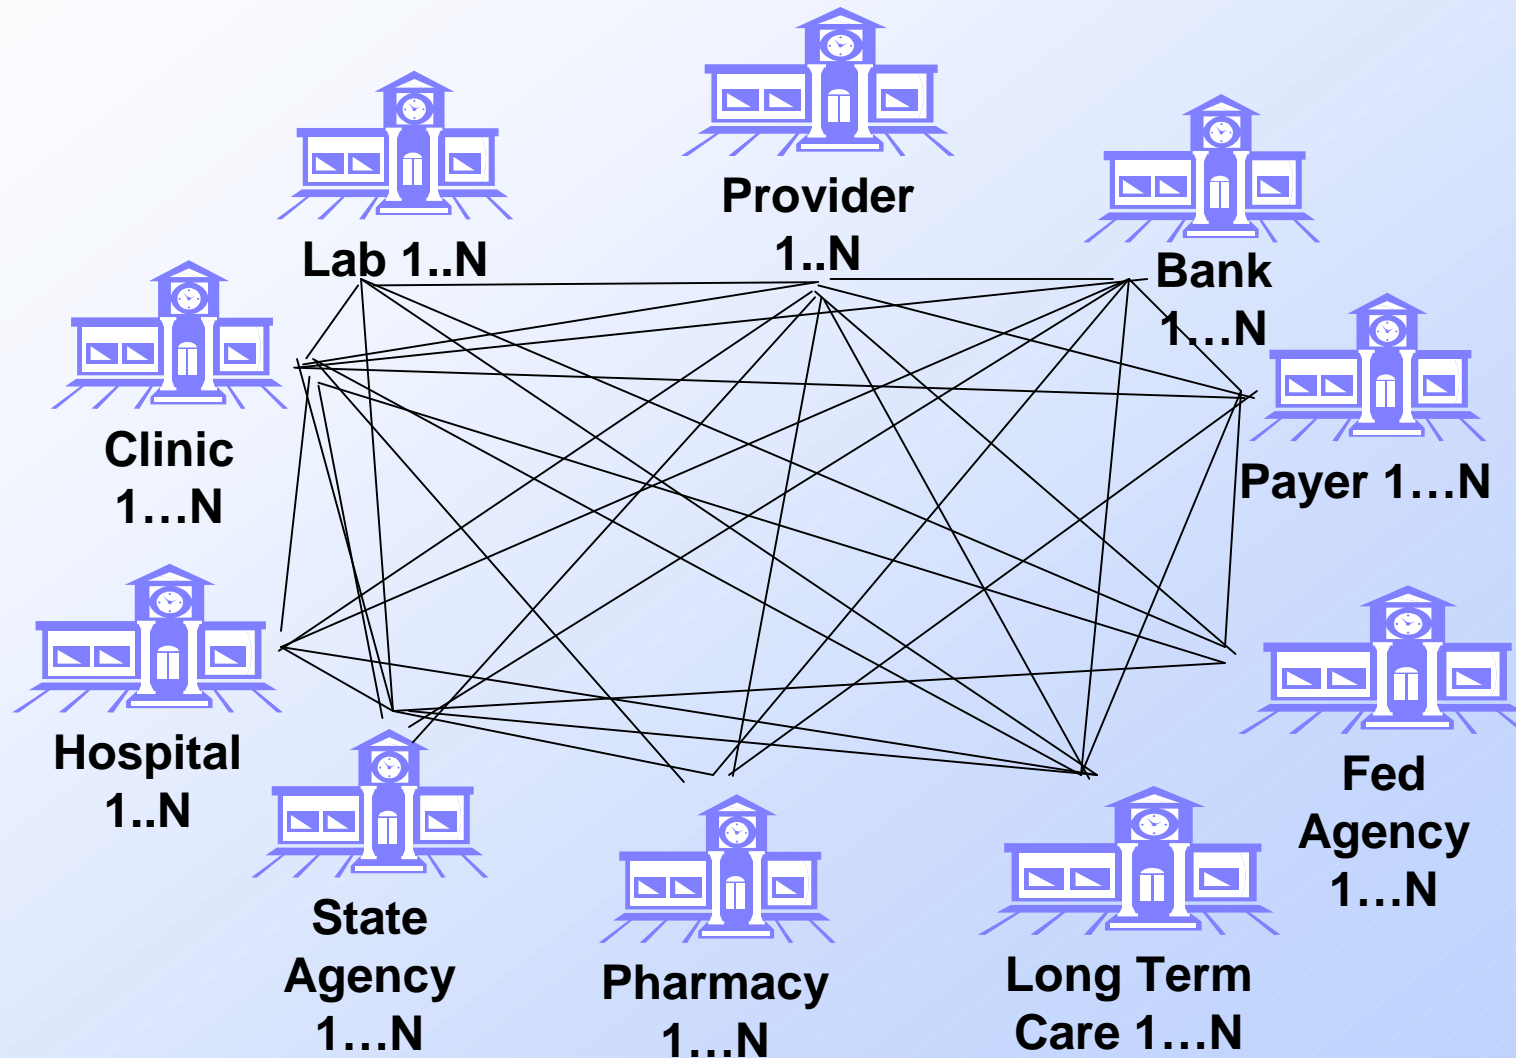 Provider
1..N
Lab 1..N
Bank
1...N
Clinic
1...N
Payer 1...N
Hospital
1..N
Fed
Agency
1...N
State
Agency
1...N
Pharmacy
1...N
Long Term
Care 1...N